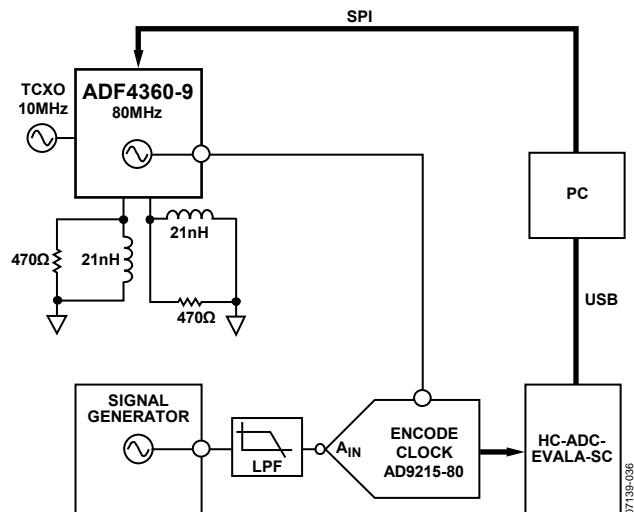 SPI
TCXO
10MHz
ADF4360-9
80MHz
PC
21nH
470Ω
21nH
470Ω
USB
SIGNAL
GENERATOR
LPF
AIN
ENCODE
CLOCK
AD9215-80
HC-ADC-
EVALA-SC
07139-036